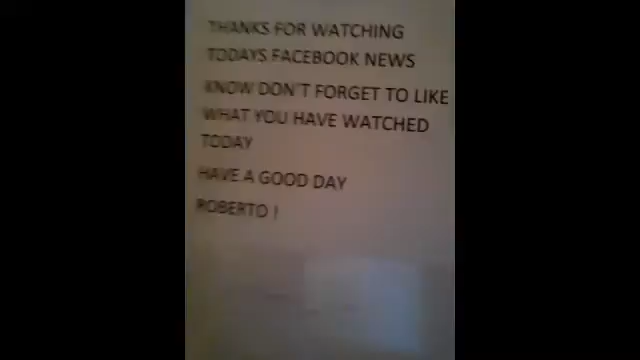 THANKS FOR WATCHING
TODAYS FACEBOOK NEWS
KNOW DON'T FORGET TO LIKE
WHAT YOU HAVE WATCHED
TODAY
HAVE A GOOD DAY
ROBERTO !